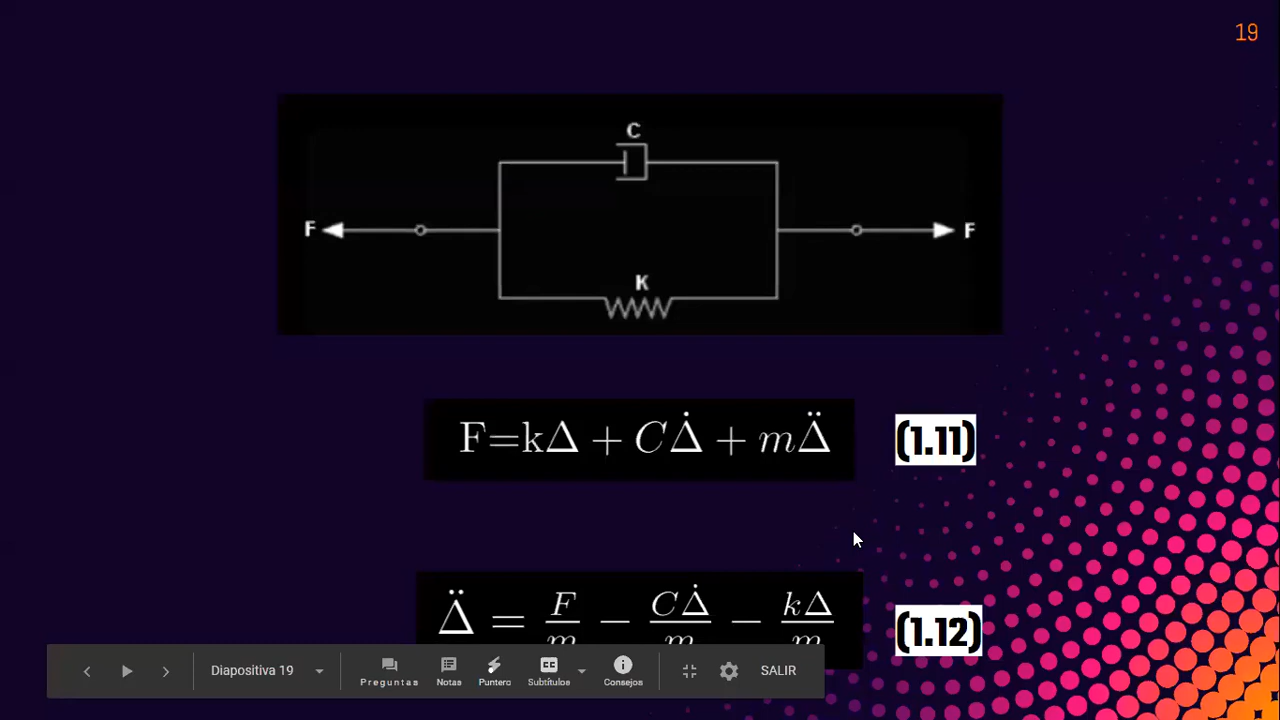 19
C
F F
K
F=kΔ + CΔ̇ + mΔ̈ (1.11)
Δ̈ = F/m − CΔ̇/m − kΔ/m (1.12)
Diapositiva 19 Preguntas Notas Puntero Subtítulos Consejos SALIR